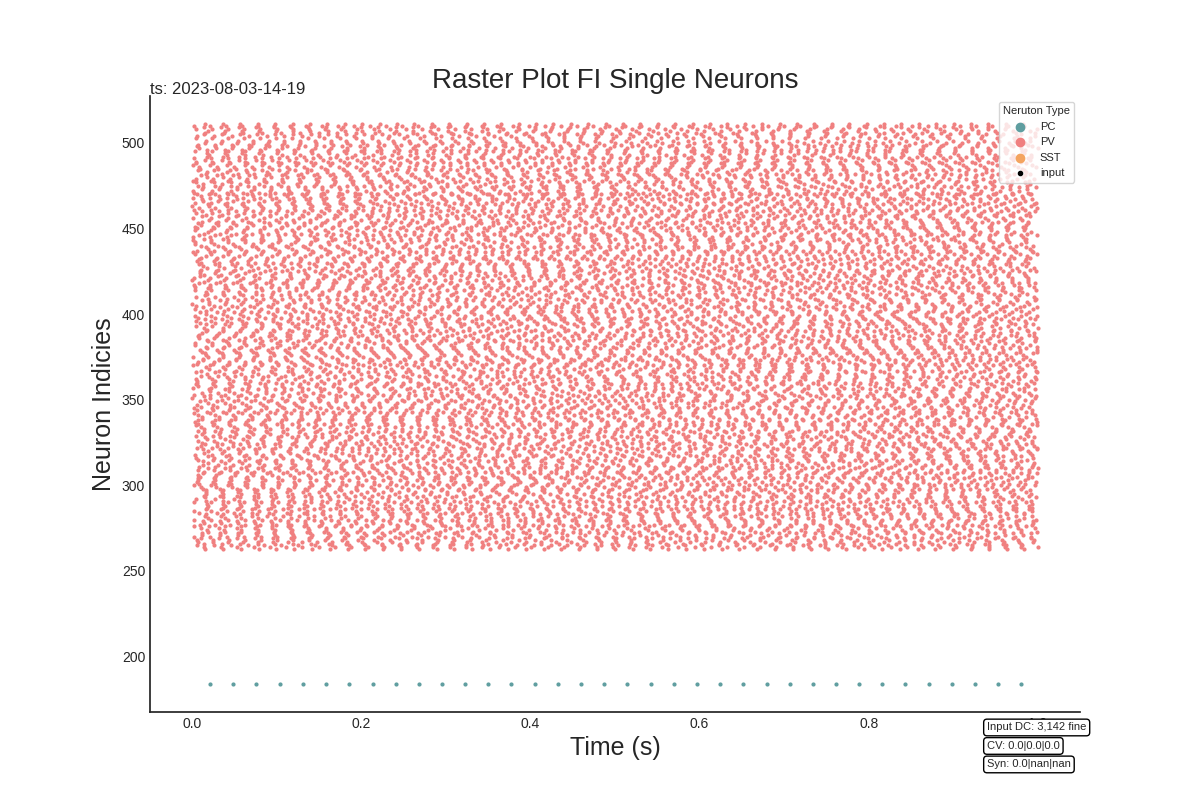 Raster Plot FI Single Neurons
ts: 2023-08-03-14-19
Neruton Type
PC
PV
SST
input
500
450
400
350
300
250
200
Neuron Indicies
0.0 0.2 0.4 0.6 0.8
Time (s)
Input DC: 3,142 fine
CV: 0.0|0.0|0.0
Syn: 0.0|nan|nan